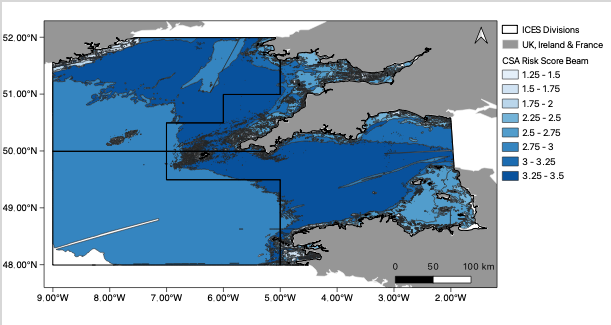 52.00°N
51.00°N
50.00°N
49.00°N
48.00°N
9.00°W 8.00°W 7.00°W 6.00°W 5.00°W 4.00°W 3.00°W 2.00°W
0 50 100 km
ICES Divisions
UK, Ireland & France
CSA Risk Score Beam
1.25 - 1.5
1.5 - 1.75
1.75 - 2
2.25 - 2.5
2.5 - 2.75
2.75 - 3
3 - 3.25
3.25 - 3.5